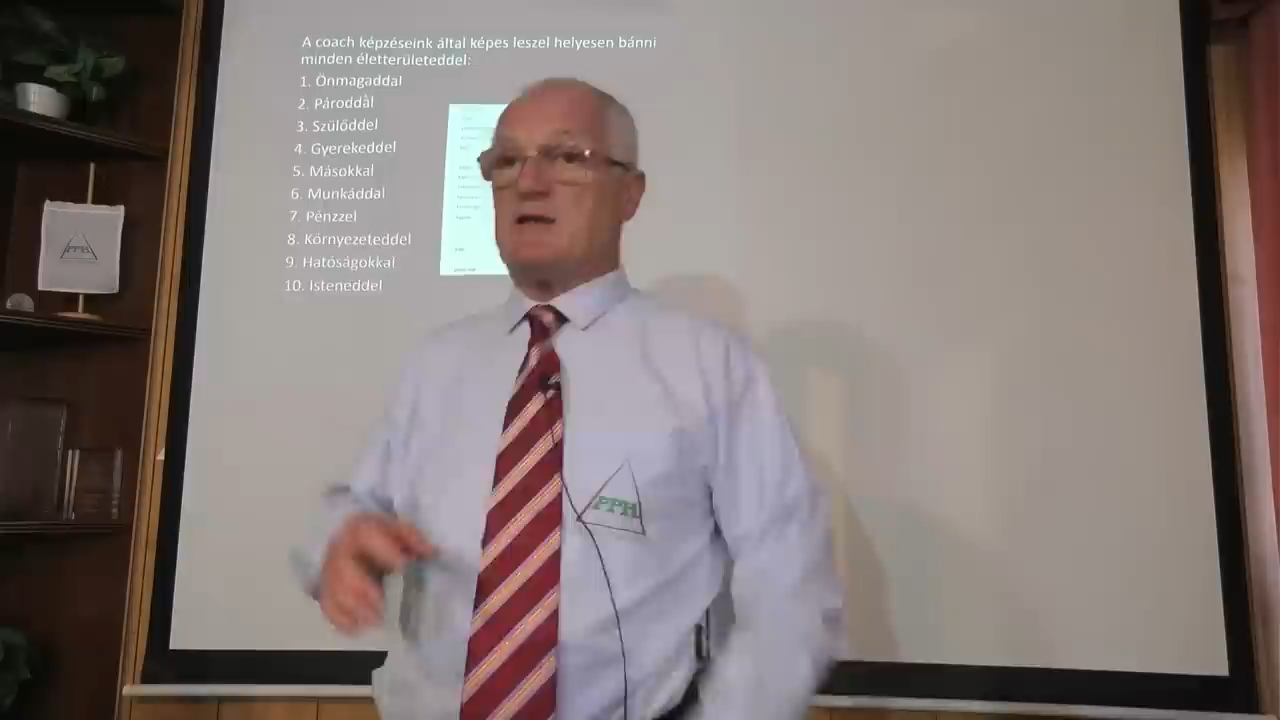 A coach képzéseink által képes leszel helyesen bánni
minden életterületeddel:
1. Önmagaddal
2. Pároddal
3. Szülőddel
4. Gyerekeddel
5. Másokkal
6. Munkáddal
7. Pénzzel
8. Környezeteddel
9. Hatóságokkal
10. Isteneddel
PPH
PPH